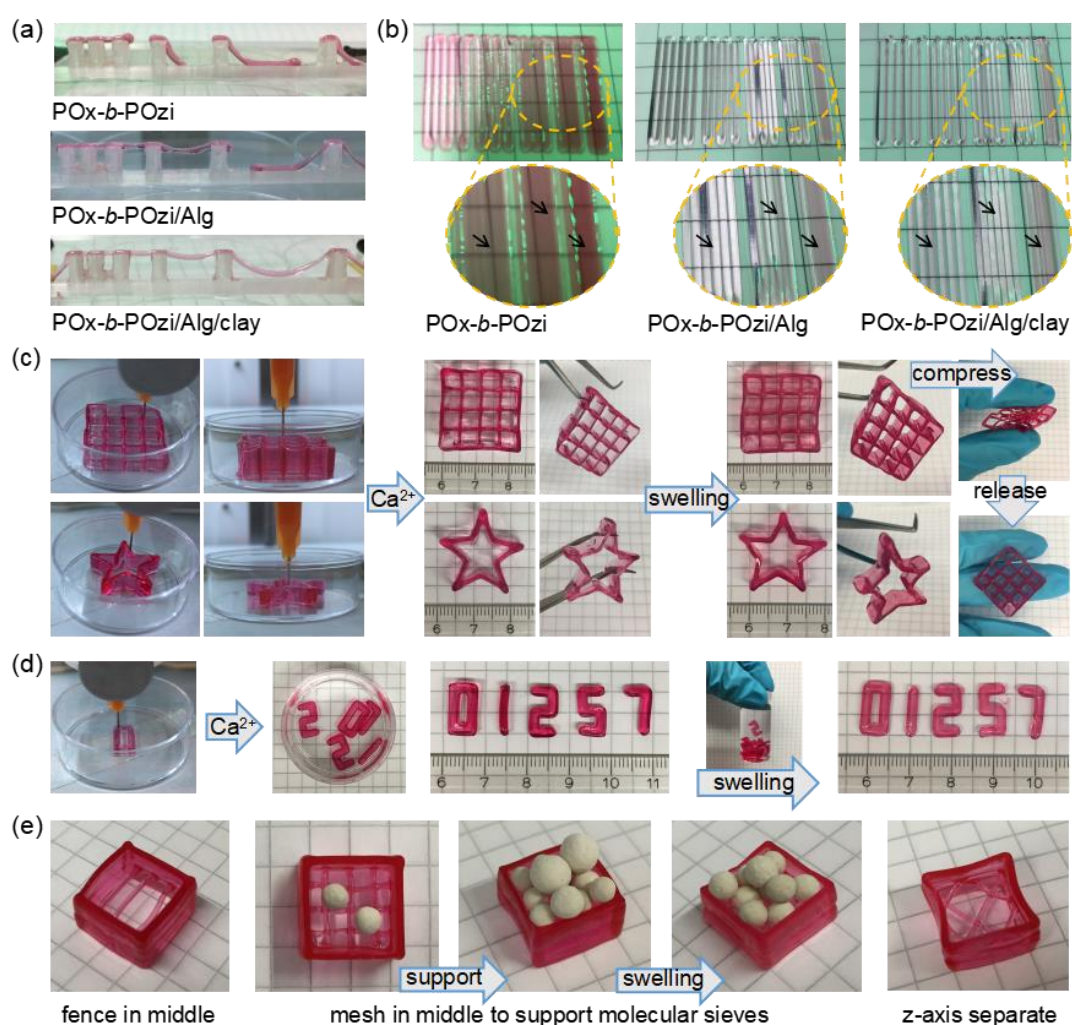 (a)
POx-b-POzi
POx-b-POzi/Alg
POx-b-POzi/Alg/clay
(b)
POx-b-POzi
POx-b-POzi/Alg
POx-b-POzi/Alg/clay
(c)
Ca²⁺
6 7 8
6 7 8
swelling
6 7 8
6 7 8
compress
release
(d)
Ca²⁺
01257
6 7 8 9 10 11
swelling
01257
6 7 8 9 10
(e)
support
swelling
fence in middle
mesh in middle to support molecular sieves
z-axis separate